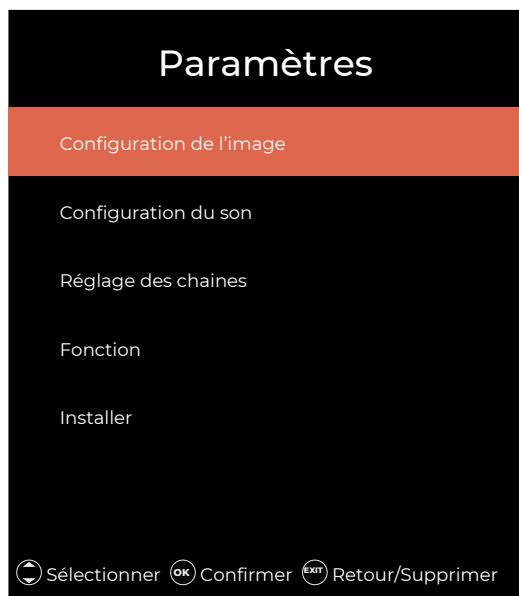 Paramètres
Configuration de l’image
Configuration du son
Réglage des chaines
Fonction
Installer
Sélectionner OK Confirmer EXIT Retour/Supprimer